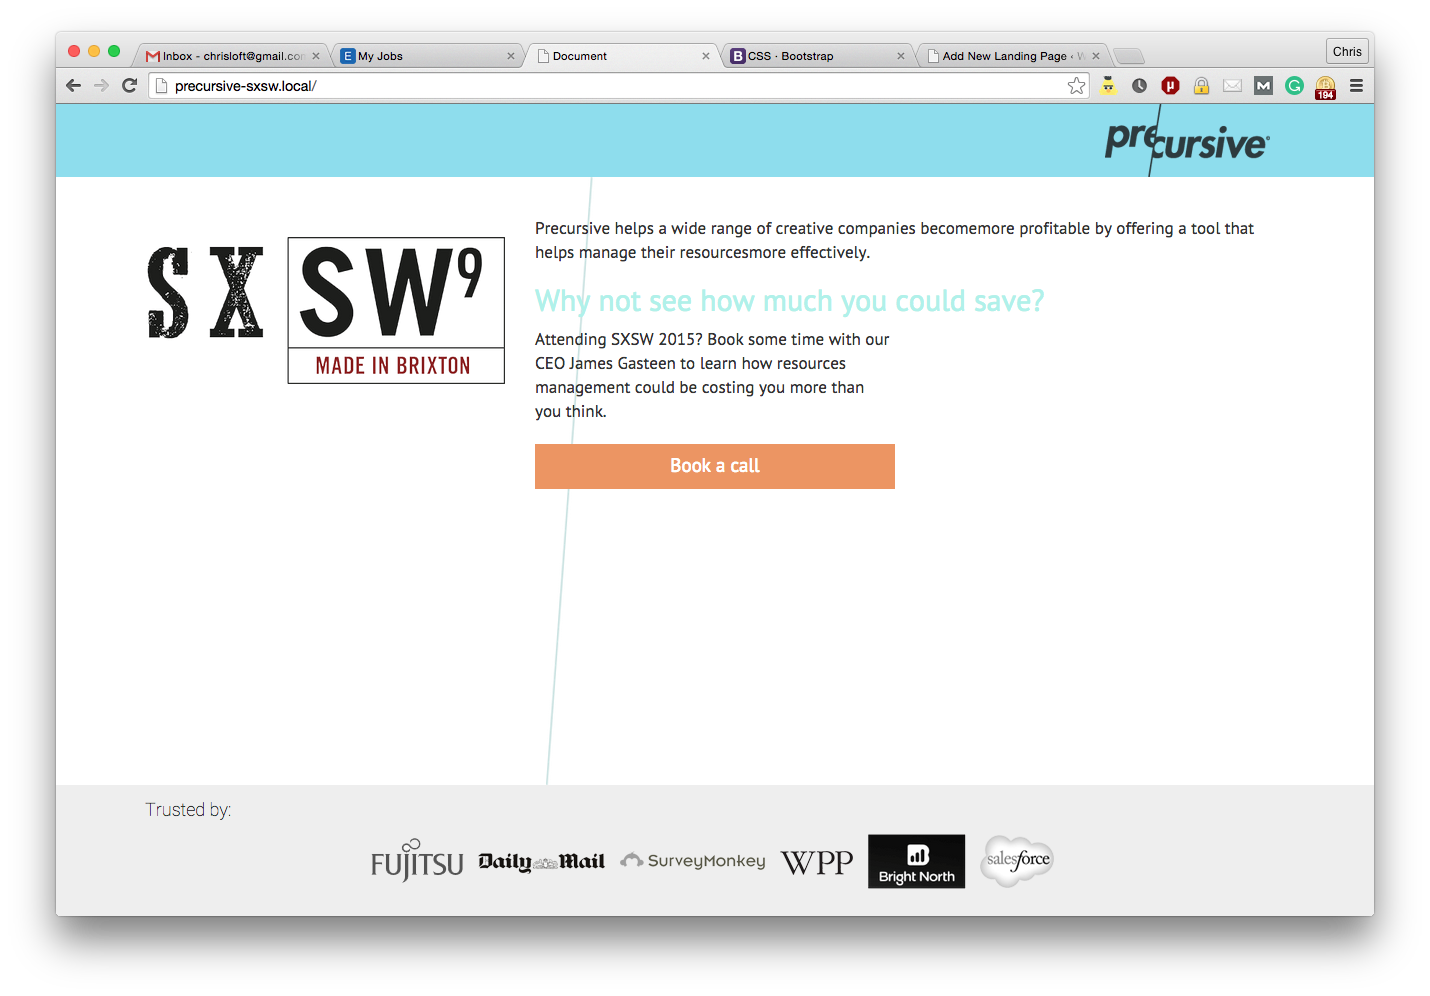 Inbox - chrisloft@gmail.com
My Jobs
Document
CSS · Bootstrap
Add New Landing Page ‹ W
Chris
precursive-sxsw.local/
194
precursive
SX SW9
MADE IN BRIXTON
Precursive helps a wide range of creative companies becomemore profitable by offering a tool that
helps manage their resourcesmore effectively.
Why not see how much you could save?
Attending SXSW 2015? Book some time with our
CEO James Gasteen to learn how resources
management could be costing you more than
you think.
Book a call
Trusted by:
FUJITSU
Daily Mail
SurveyMonkey
WPP
Bright North
salesforce